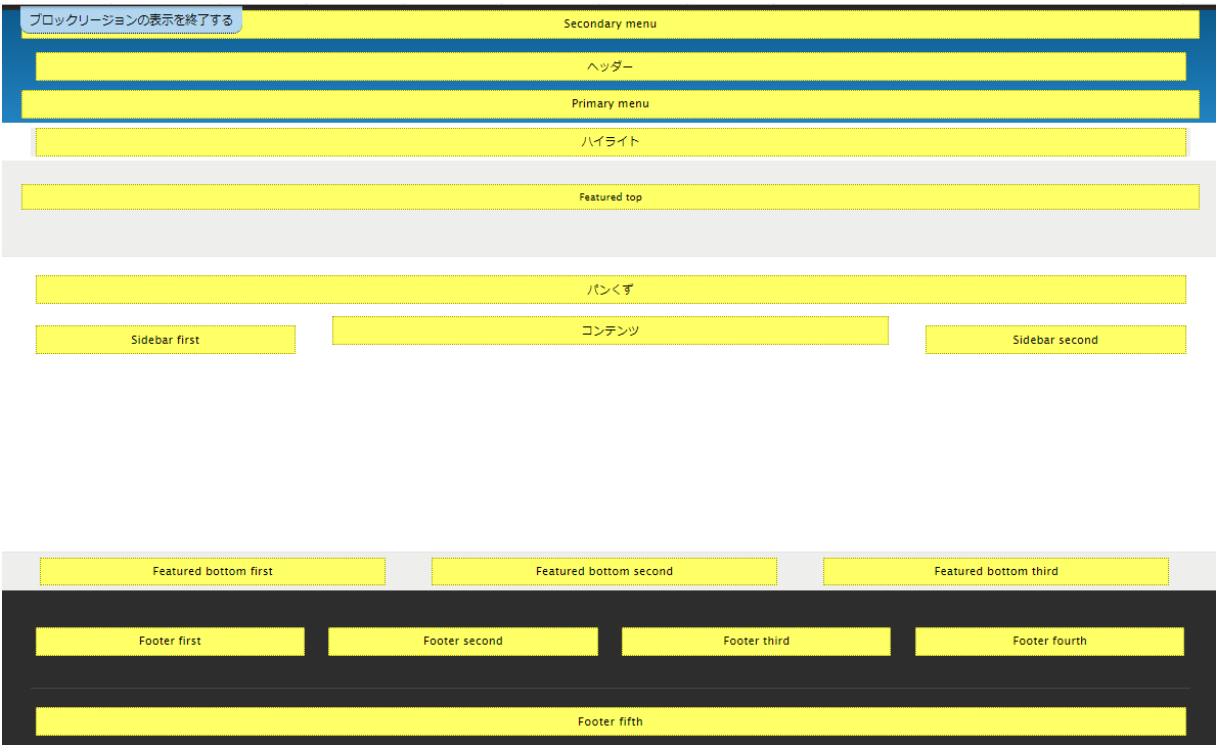 ブロックリージョンの表示を終了する
Secondary menu
ヘッダー
Primary menu
ハイライト
Featured top
パンくず
Sidebar first
コンテンツ
Sidebar second
Featured bottom first
Featured bottom second
Featured bottom third
Footer first
Footer second
Footer third
Footer fourth
Footer fifth